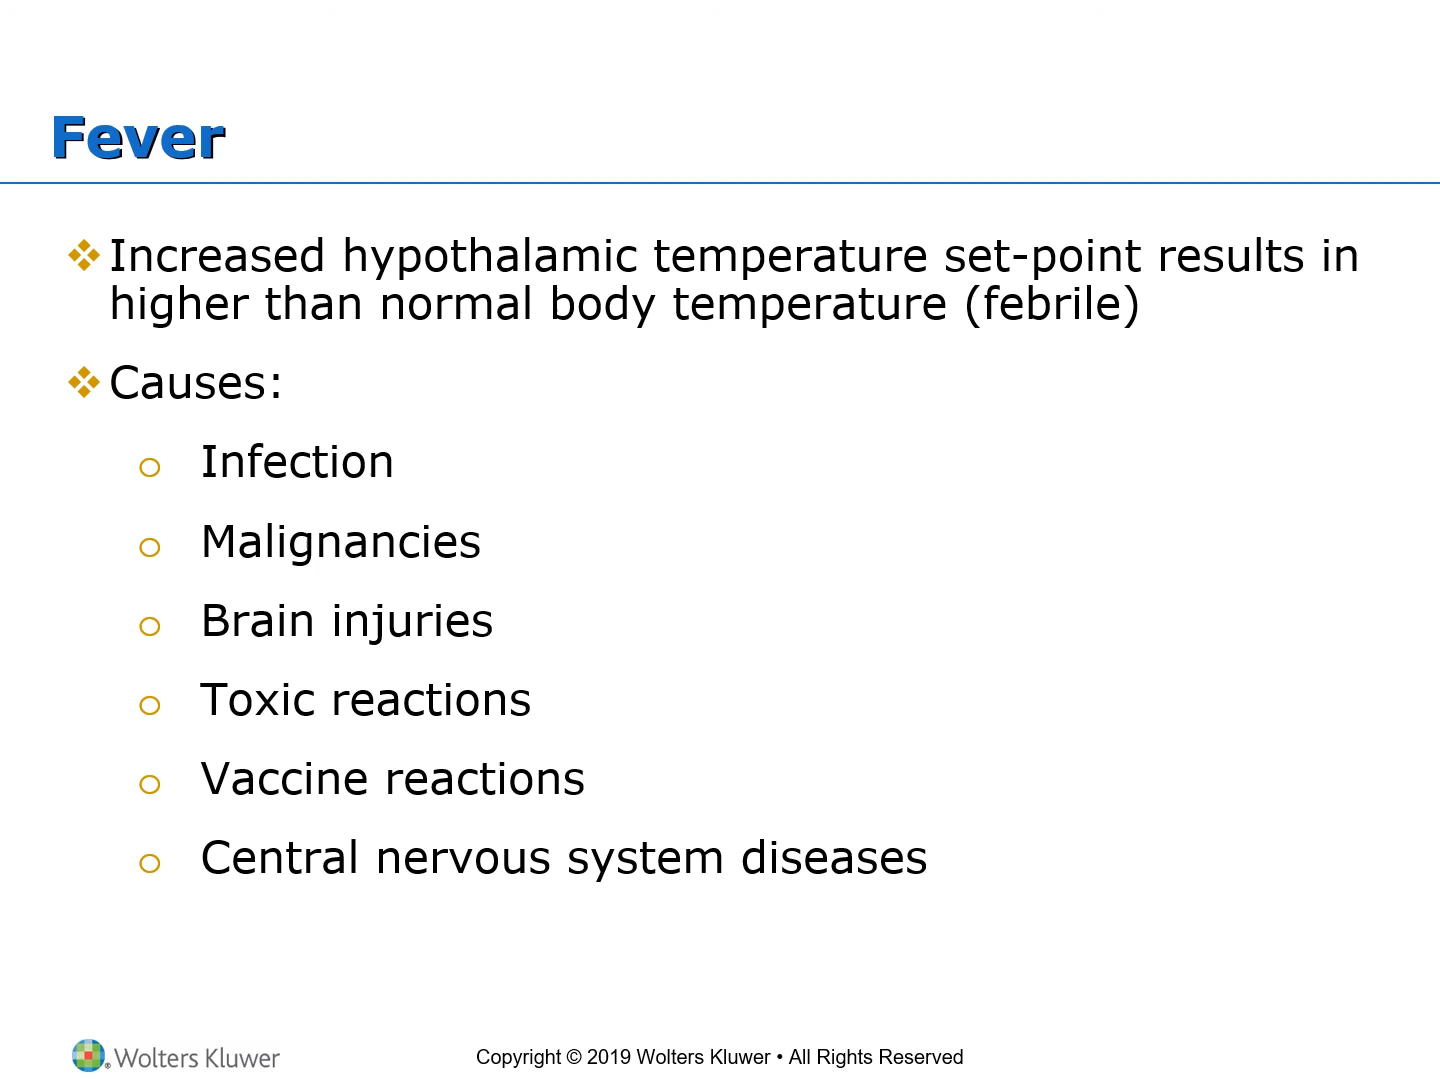 Fever
❖ Increased hypothalamic temperature set-point results in
higher than normal body temperature (febrile)
❖ Causes:
o Infection
o Malignancies
o Brain injuries
o Toxic reactions
o Vaccine reactions
o Central nervous system diseases
® Wolters Kluwer
Copyright © 2019 Wolters Kluwer • All Rights Reserved